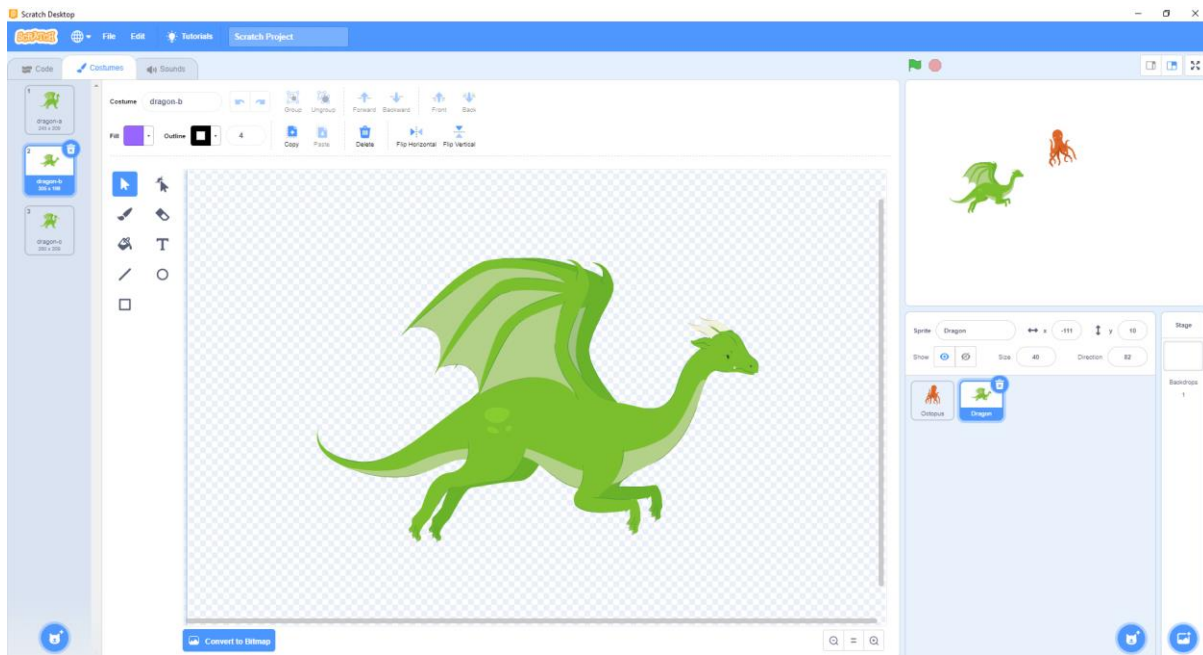 Scratch Desktop
SCRATCH File Edit Tutorials Scratch Project
Code Costumes Sounds
1
dragon-a
2
dragon-b
3
dragon-c
Costume dragon-b
Group Ungroup Forward Backward Front Back
Fill Outline 4
Copy Paste Delete Flip Horizontal Flip Vertical
T
Convert to Bitmap
Sprite Dragon x -111 y 10
Show Size 40 Direction 82
Octopus Dragon
Stage
Backdrops
1